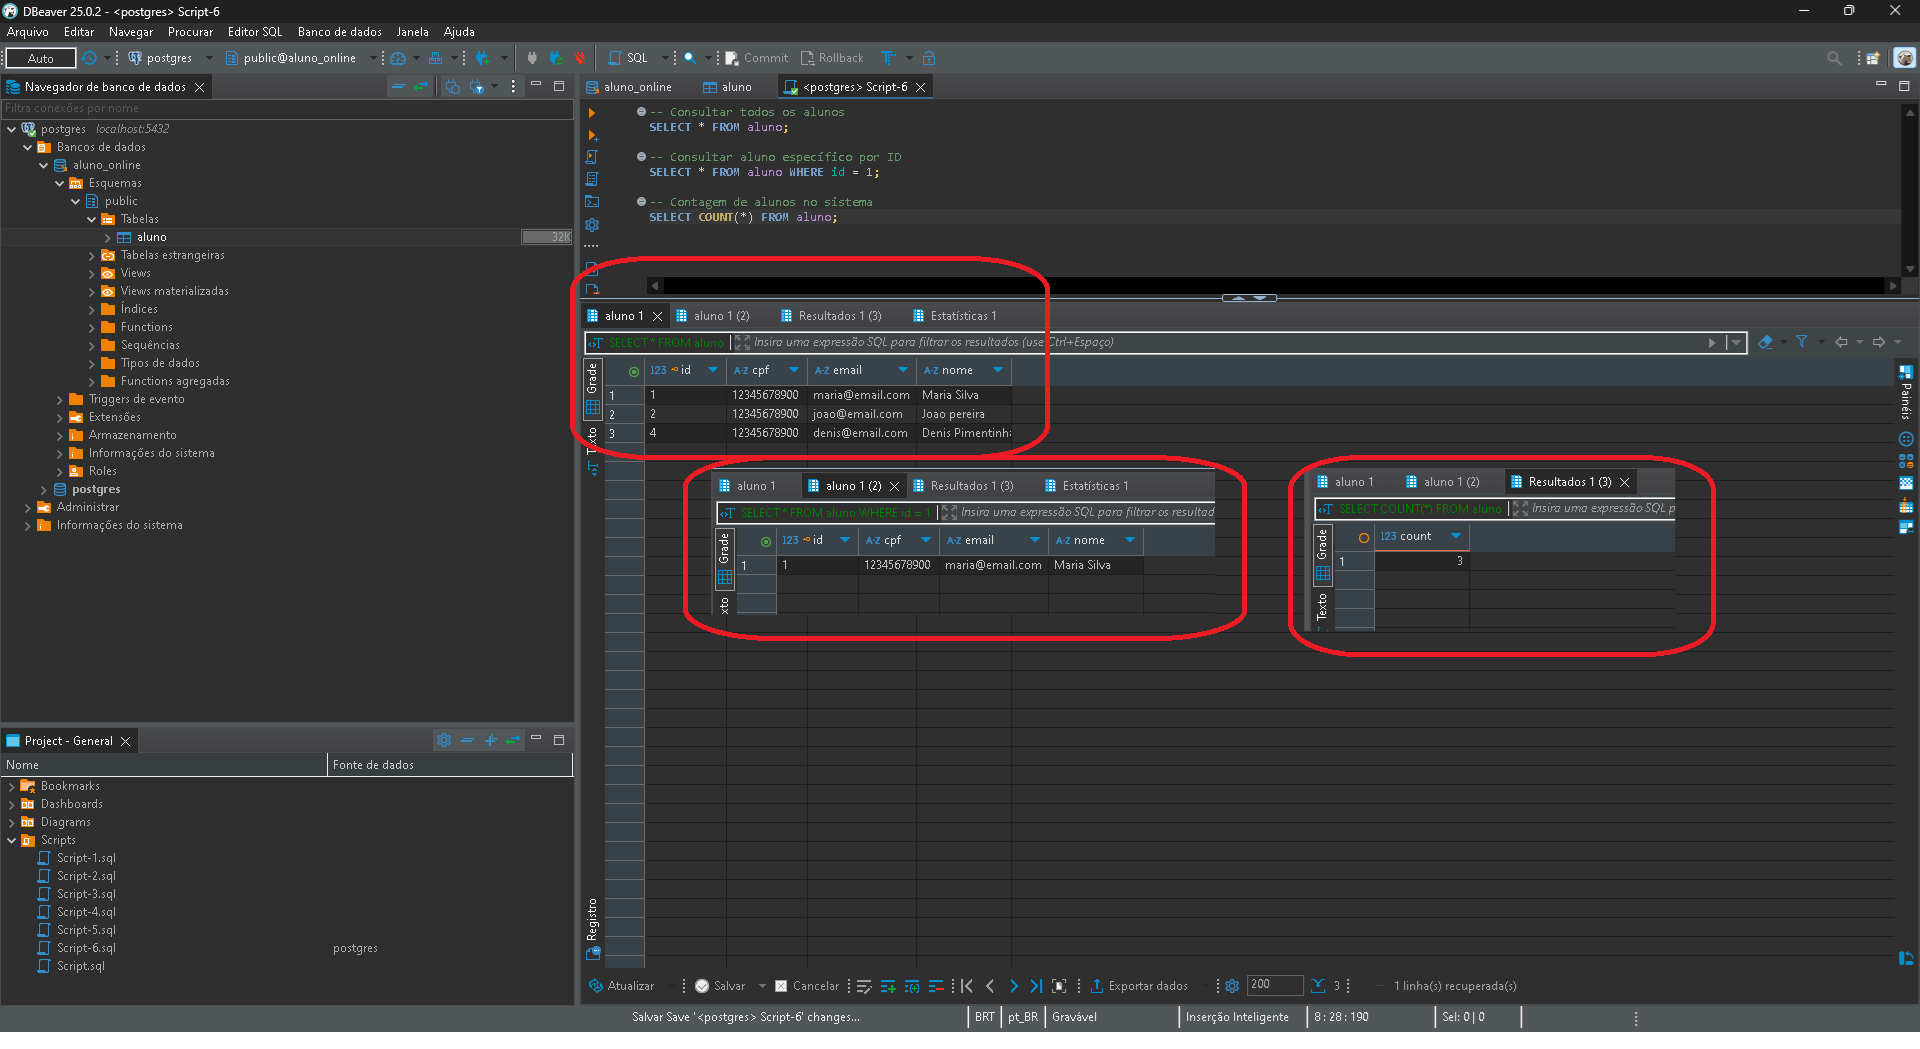 DBeaver 25.0.2 - <postgres> Script-6
Arquivo Editar Navegar Procurar Editor SQL Banco de dados Janela Ajuda
Auto postgres public@aluno_online SQL Commit Rollback
Navegador de banco de dados
Filtra conexões por nome
postgres localhost:5432
Bancos de dados
aluno_online
Esquemas
public
Tabelas
aluno 32K
Tabelas estrangeiras
Views
Views materializadas
Índices
Functions
Sequências
Tipos de dados
Functions agregadas
Triggers de evento
Extensões
Armazenamento
Informações do sistema
Roles
postgres
Administrar
Informações do sistema
Project - General
Nome Fonte de dados
Bookmarks
Dashboards
Diagrams
Scripts
Script-1.sql
Script-2.sql
Script-3.sql
Script-4.sql
Script-5.sql
Script-6.sql postgres
Script.sql
aluno_online aluno <postgres> Script-6
-- Consultar todos os alunos
SELECT * FROM aluno;
-- Consultar aluno específico por ID
SELECT * FROM aluno WHERE id = 1;
-- Contagem de alunos no sistema
SELECT COUNT(*) FROM aluno;
aluno 1 aluno 1 (2) Resultados 1 (3) Estatísticas 1
SELECT * FROM aluno Insira uma expressão SQL para filtrar os resultados (use Ctrl+Espaço)
Grade
123 id A-Z cpf A-Z email A-Z nome
1 1 12345678900 maria@email.com Maria Silva
2 2 12345678900 joao@email.com Joao pereira
3 4 12345678900 denis@email.com Denis Pimentinh
Texto
Painéis
aluno 1 aluno 1 (2) Resultados 1 (3) Estatísticas 1
SELECT * FROM aluno WHERE id = 1 Insira uma expressão SQL para filtrar os resultad
Grade
123 id A-Z cpf A-Z email A-Z nome
1 1 12345678900 maria@email.com Maria Silva
xto
aluno 1 aluno 1 (2) Resultados 1 (3)
SELECT COUNT(*) FROM aluno Insira uma expressão SQL p
Grade
123 count
1 3
Texto
Registro
Atualizar Salvar Cancelar Exportar dados 200 3 1 linha(s) recuperada(s)
Salvar Save '<postgres> Script-6' changes... BRT pt_BR Gravável Inserção Inteligente 8 : 28 : 190 Sel: 0 | 0